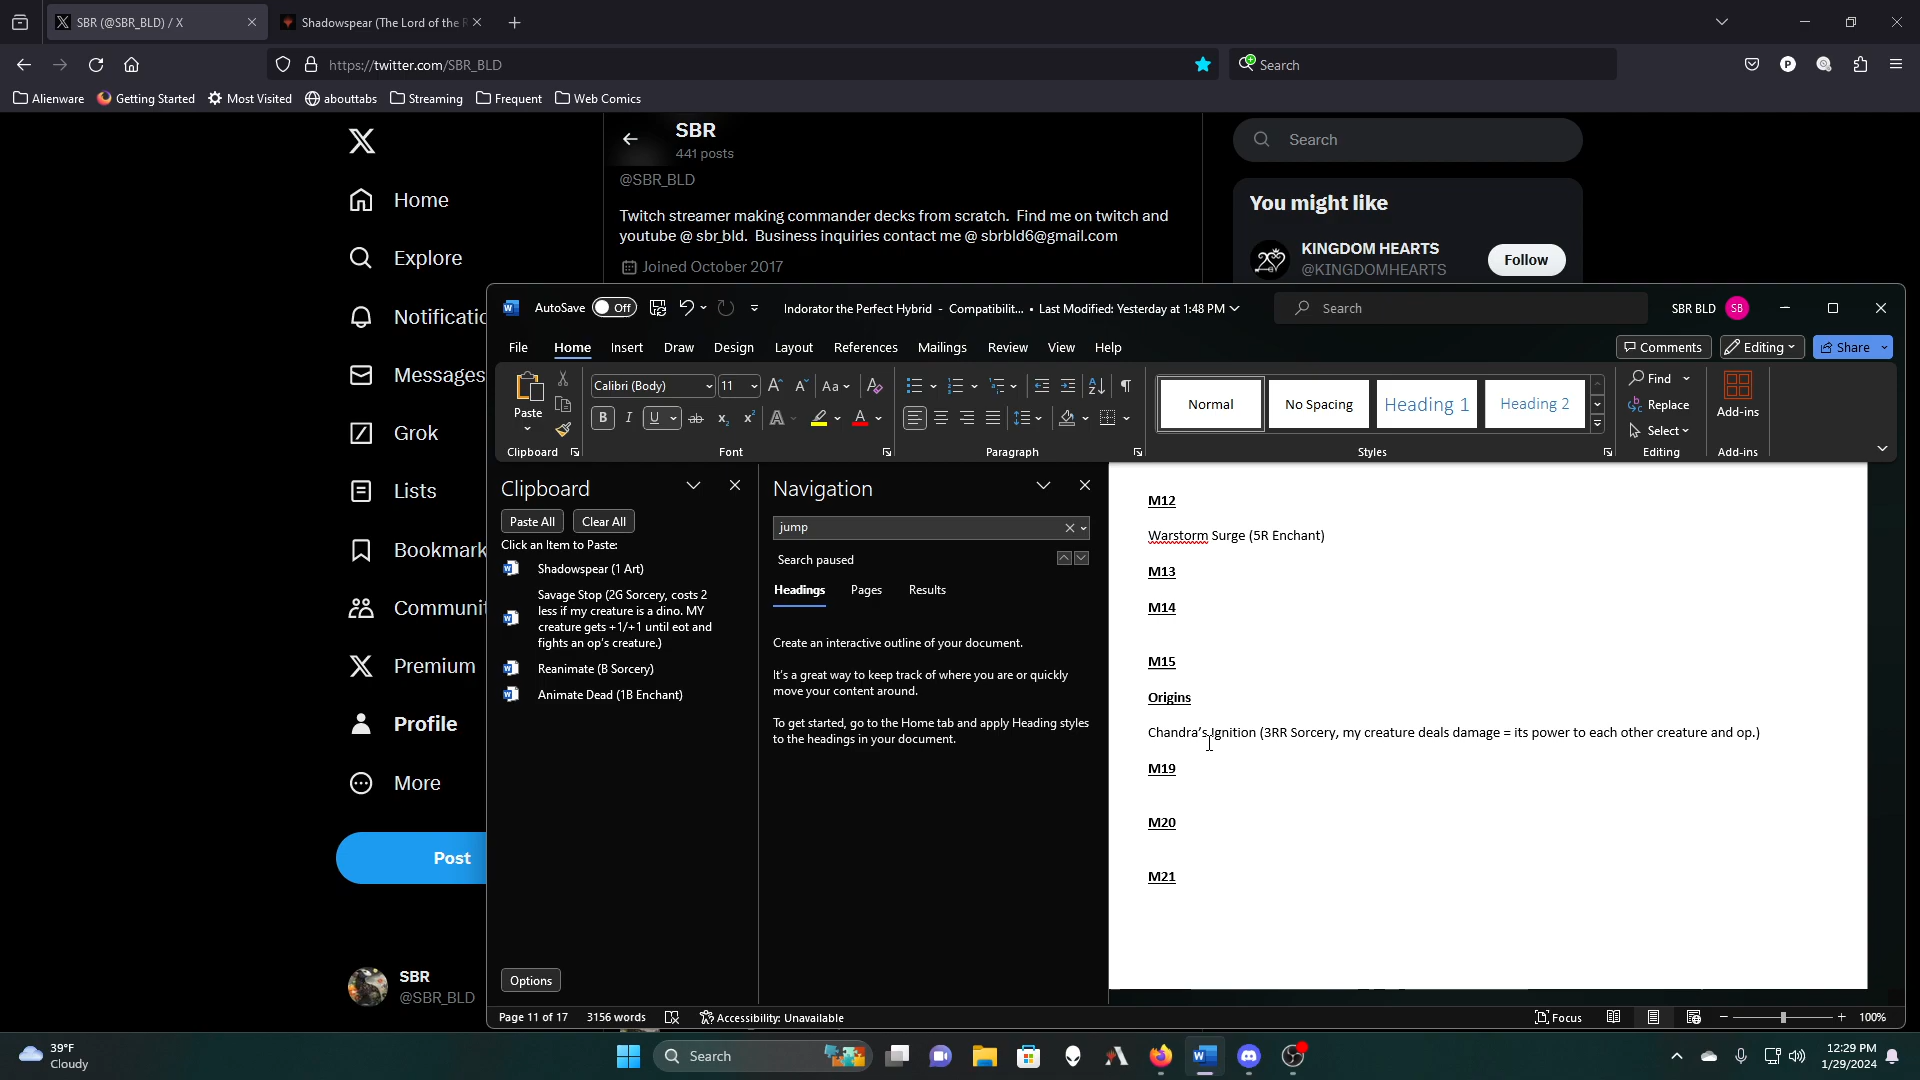 SBR (@SBR_BLD) / X
Shadowspear (The Lord of the R
https://twitter.com/SBR_BLD
Search
Alienware
Getting Started
Most Visited
abouttabs
Streaming
Frequent
Web Comics
SBR
441 posts
@SBR_BLD
Twitch streamer making commander decks from scratch. Find me on twitch and
youtube @ sbr_bld. Business inquiries contact me @ sbrbld6@gmail.com
Joined October 2017
Home
Explore
Notificatic
Messages
Grok
Lists
Bookmark
Communit
Premium
Profile
More
Post
SBR
@SBR_BLD
Search
You might like
KINGDOM HEARTS
@KINGDOMHEARTS
Follow
AutoSave
Off
Indorator the Perfect Hybrid - Compatibilit... • Last Modified: Yesterday at 1:48 PM
Search
SBR BLD
SB
File
Home
Insert
Draw
Design
Layout
References
Mailings
Review
View
Help
Comments
Editing
Share
Paste
Clipboard
Calibri (Body)
11
Font
Paragraph
Normal
No Spacing
Heading 1
Heading 2
Styles
Find
Replace
Select
Editing
Add-ins
Add-ins
Clipboard
Paste All
Clear All
Click an Item to Paste:
Shadowspear (1 Art)
Savage Stop (2G Sorcery, costs 2
less if my creature is a dino. MY
creature gets +1/+1 until eot and
fights an op's creature.)
Reanimate (B Sorcery)
Animate Dead (1B Enchant)
Options
Navigation
jump
Search paused
Headings
Pages
Results
Create an interactive outline of your document.
It's a great way to keep track of where you are or quickly
move your content around.
To get started, go to the Home tab and apply Heading styles
to the headings in your document.
M12
Warstorm Surge (5R Enchant)
M13
M14
M15
Origins
Chandra's Ignition (3RR Sorcery, my creature deals damage = its power to each other creature and op.)
M19
M20
M21
Page 11 of 17
3156 words
Accessibility: Unavailable
Focus
100%
39°F
Cloudy
Search
12:29 PM
1/29/2024